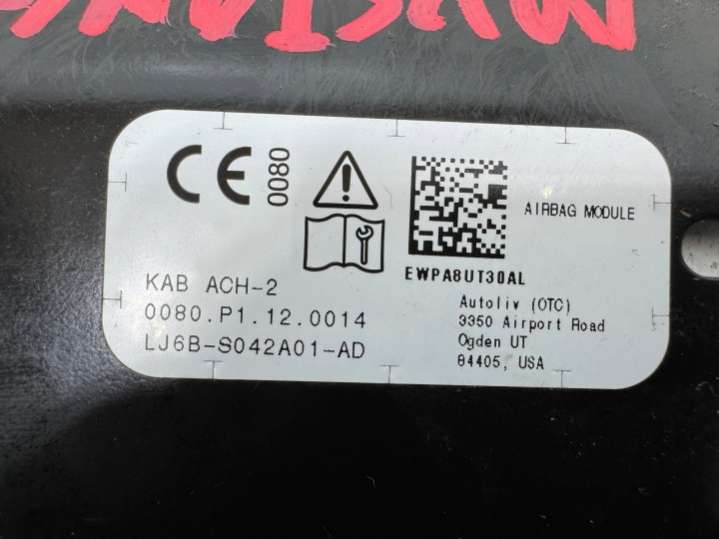 CE 0080
AIRBAG MODULE
EWPA8UT30AL
KAB ACH-2
0080.P1.12.0014
LJ6B-S042A01-AD
Autoliv (OTC)
3350 Airport Road
Ogden UT
84405, USA